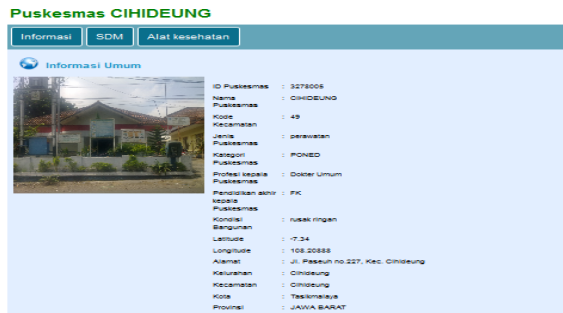 Puskesmas CIHIDEUNG
Informasi SDM Alat kesehatan
Informasi Umum
ID Puskesmas : 3278005
Nama Puskesmas : CIHIDEUNG
Kode Kecamatan : 49
Jenis Puskesmas : perawatan
Kategori Puskesmas : PONED
Profesi kepala Puskesmas : Dokter Umum
Pendidikan akhir kepala Puskesmas : FK
Kondisi Bangunan : rusak ringan
Latitude : -7.34
Longitude : 108.20888
Alamat : Jl. Paseuh no.227, Kec. Cihideung
Kelurahan : Cihideung
Kecamatan : Cihideung
Kota : Tasikmalaya
Provinsi : JAWA BARAT